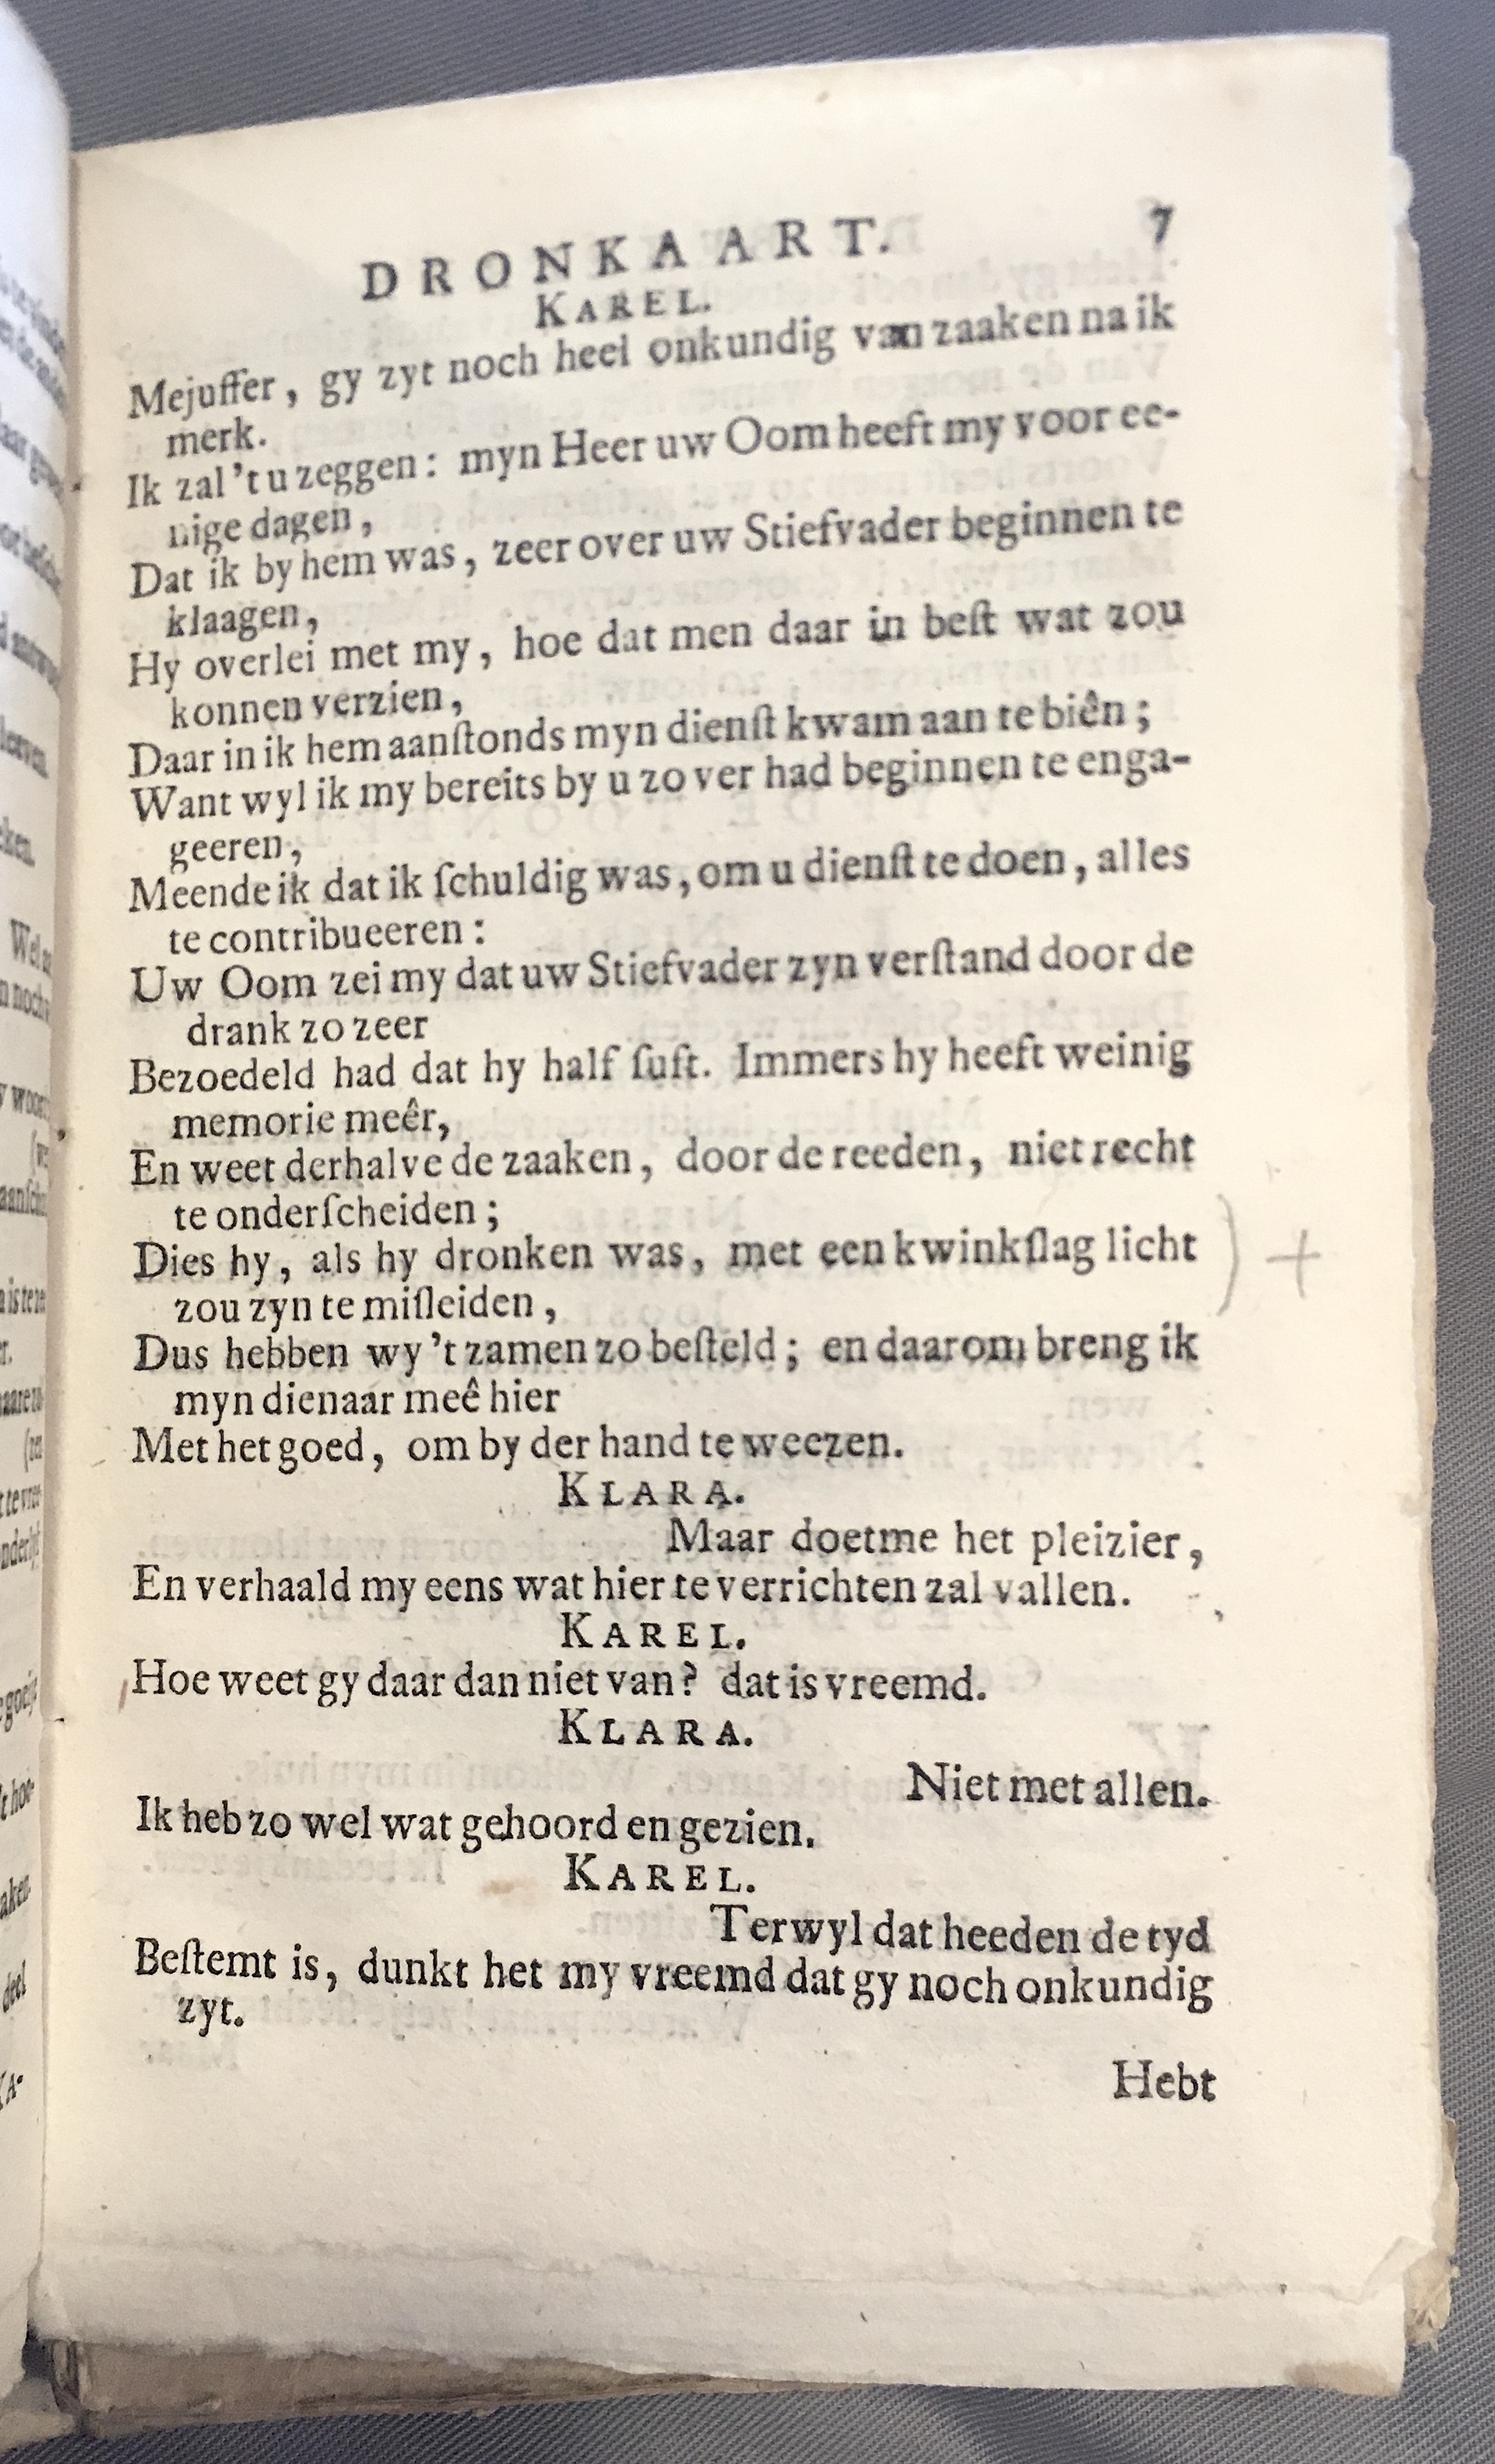 DRONKAART. 7
KAREL.
Mejuffer, gy zyt noch heel onkundig van zaaken na ik
merk.
Ik zal 't u zeggen: myn Heer uw Oom heeft my voor ee-
nige dagen,
Dat ik by hem was, zeer over uw Stiefvader beginnen te
klaagen,
Hy overlei met my, hoe dat men daar in beſt wat zou
konnen verzien,
Daar in ik hem aanſtonds myn dienſt kwam aan te biên;
Want wyl ik my bereits by u zo ver had beginnen te enga-
geeren,
Meende ik dat ik ſchuldig was, om u dienſt te doen, alles
te contribueeren:
Uw Oom zei my dat uw Stiefvader zyn verſtand door de
drank zo zeer
Bezoedeld had dat hy half ſuft. Immers hy heeft weinig
memorie meêr,
En weet derhalve de zaaken, door de reeden, niet recht
te onderſcheiden;
Dies hy, als hy dronken was, met een kwinkſlag licht
zou zyn te miſleiden,
Dus hebben wy 't zamen zo beſteld; en daarom breng ik
myn dienaar meê hier
Met het goed, om by der hand te weezen.
KLARA.
Maar doetme het pleizier,
En verhaald my eens wat hier te verrichten zal vallen.
KAREL.
Hoe weet gy daar dan niet van? dat is vreemd.
KLARA.
Niet met allen.
Ik heb zo wel wat gehoord en gezien.
KAREL.
Terwyl dat heeden de tyd
Beſtemt is, dunkt het my vreemd dat gy noch onkundig
zyt.
Hebt